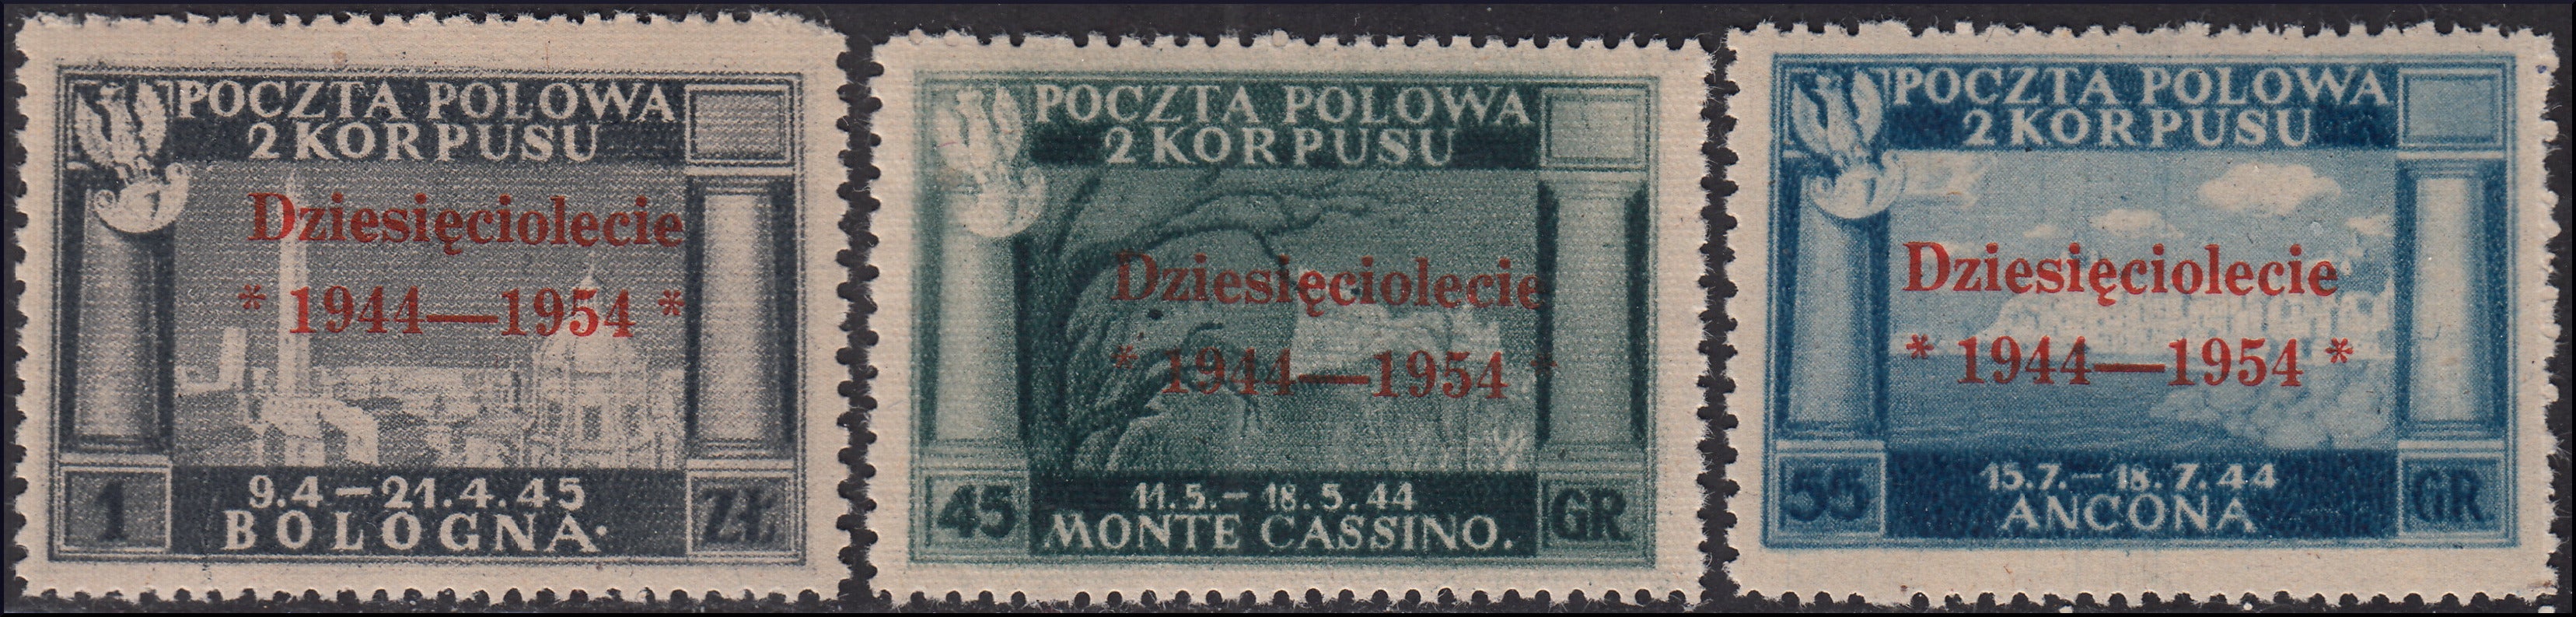 POCZTA POLOWA
2 KORPUSU
Dziesięciolecie
* 1944—1954 *
1
9.4 – 21.4.45
ZŁ
BOLOGNA.
POCZTA POLOWA
2 KORPUSU
Dziesięciolecie
* 1944—1954 *
45
11.5. – 18.5.44
GR
MONTE CASSINO.
POCZTA POLOWA
2 KORPUSU
Dziesięciolecie
* 1944—1954 *
55
15.7. – 18.7.44
GR
ANCONA